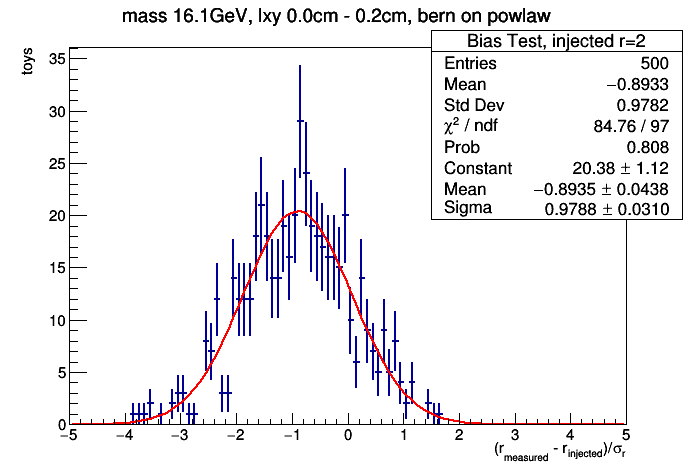 mass 16.1GeV, lxy 0.0cm - 0.2cm, bern on powlaw
Bias Test, injected r=2
Entries 500
Mean −0.8933
Std Dev 0.9782
χ² / ndf 84.76 / 97
Prob 0.808
Constant 20.38 ± 1.12
Mean −0.8935 ± 0.0438
Sigma 0.9788 ± 0.0310
toys
35
30
25
20
15
10
5
0
−5 −4 −3 −2 −1 0 1 2 3 4 5
(r_measured - r_injected)/σ_r